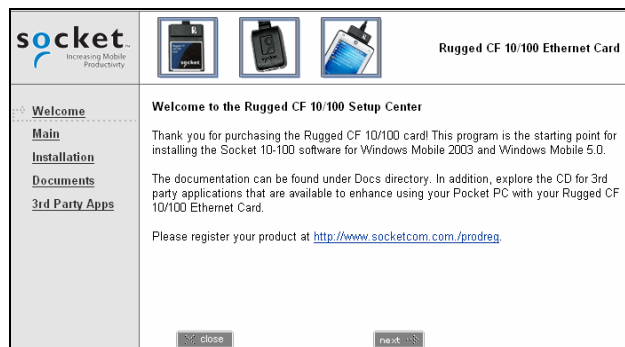 socket™
Increasing Mobile
Productivity
R
socket
Rugged CF 10/100 Ethernet Card
Welcome
Main
Installation
Documents
3rd Party Apps
Welcome to the Rugged CF 10/100 Setup Center
Thank you for purchasing the Rugged CF 10/100 card! This program is the starting point for
installing the Socket 10-100 software for Windows Mobile 2003 and Windows Mobile 5.0.
The documentation can be found under Docs directory. In addition, explore the CD for 3rd
party applications that are available to enhance using your Pocket PC with your Rugged CF
10/100 Ethernet Card.
Please register your product at http://www.socketcom.com./prodreg.
close
next